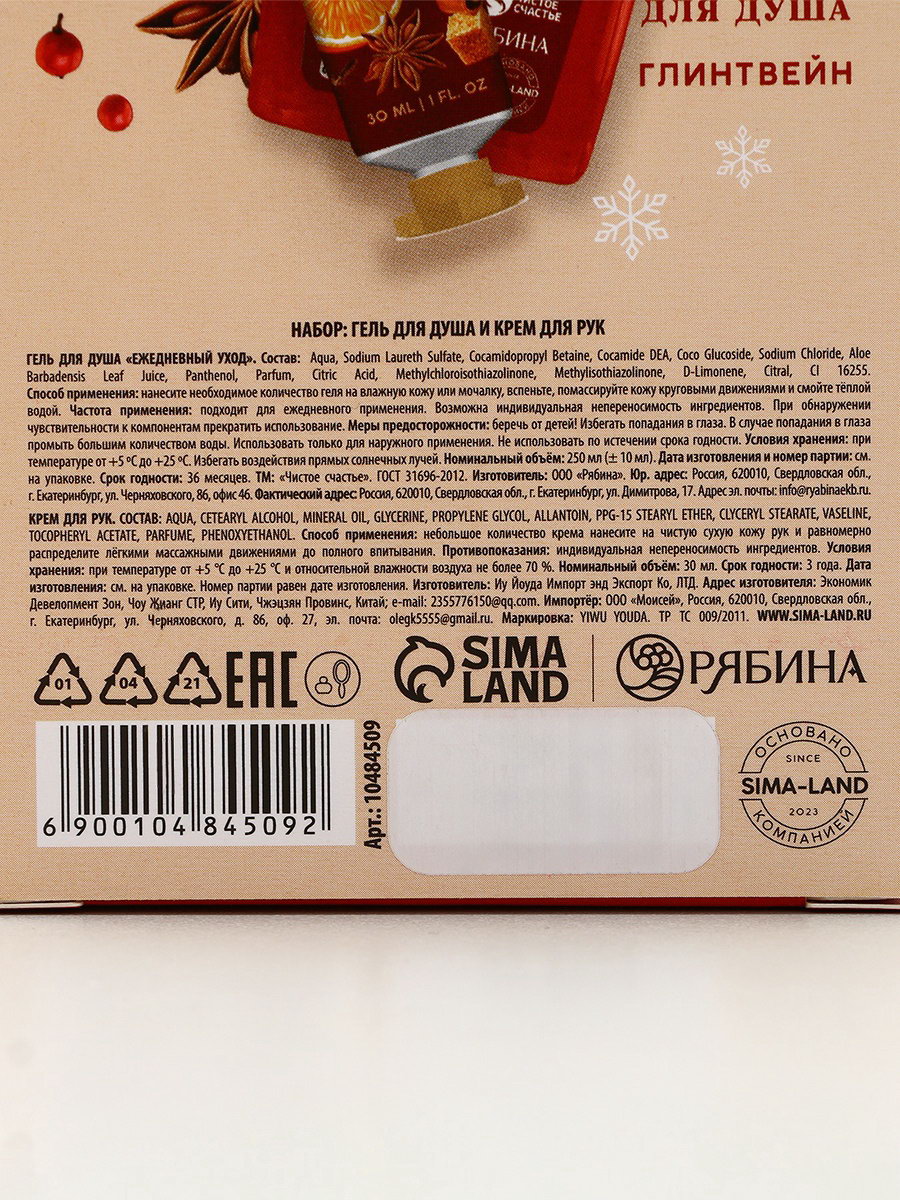 ИСТОЕ
СЧАСТЬЕ
БИНА
ОСНОВАНО
-LAND
30 ML | 1 FL. OZ
ДЛЯ ДУША
ГЛИНТВЕЙН
НАБОР: ГЕЛЬ ДЛЯ ДУША И КРЕМ ДЛЯ РУК
ГЕЛЬ ДЛЯ ДУША «ЕЖЕДНЕВНЫЙ УХОД». Состав: Aqua, Sodium Laureth Sulfate, Cocamidopropyl Betaine, Cocamide DEA, Coco Glucoside, Sodium Chloride, Aloe
Barbadensis Leaf Juice, Panthenol, Parfum, Citric Acid, Methylchloroisothiazolinone, Methylisothiazolinone, D-Limonene, Citral, CI 16255.
Способ применения: нанесите необходимое количество геля на влажную кожу или мочалку, вспеньте, помассируйте кожу круговыми движениями и смойте тёплой
водой. Частота применения: подходит для ежедневного применения. Возможна индивидуальная непереносимость ингредиентов. При обнаружении
чувствительности к компонентам прекратить использование. Меры предосторожности: беречь от детей! Избегать попадания в глаза. В случае попадания в глаза
промыть большим количеством воды. Использовать только для наружного применения. Не использовать по истечении срока годности. Условия хранения: при
температуре от +5 ºС до +25 ºС. Избегать воздействия прямых солнечных лучей. Номинальный объём: 250 мл (± 10 мл). Дата изготовления и номер партии: см.
на упаковке. Срок годности: 36 месяцев. ТМ: «Чистое счастье». ГОСТ 31696-2012. Изготовитель: ООО «Рябина». Юр. адрес: Россия, 620010, Свердловская обл.,
г. Екатеринбург, ул. Черняховского, 86, офис 46. Фактический адрес: Россия, 620010, Свердловская обл., г. Екатеринбург, ул. Димитрова, 17. Адрес эл. почты: info@ryabinaekb.ru.
КРЕМ ДЛЯ РУК. СОСТАВ: AQUA, CETEARYL ALCOHOL, MINERAL OIL, GLYCERINE, PROPYLENE GLYCOL, ALLANTOIN, PPG-15 STEARYL ETHER, CLYCERYL STEARATE, VASELINE,
TOCOPHERYL ACETATE, PARFUME, PHENOXYETHANOL. Способ применения: небольшое количество крема нанесите на чистую сухую кожу рук и равномерно
распределите лёгкими массажными движениями до полного впитывания. Противопоказания: индивидуальная непереносимость ингредиентов. Условия
хранения: при температуре от +5 °C до +25 °C и относительной влажности воздуха не более 70 %. Номинальный объём: 30 мл. Срок годности: 3 года. Дата
изготовления: см. на упаковке. Номер партии равен дате изготовления. Изготовитель: Иу Йоуда Импорт энд Экспорт Ко, ЛТД. Адрес изготовителя: Экономик
Девелопмент Зон, Чоу Җианг СТР, Иу Сити, Чжэцзян Провинс, Китай; e-mail: 2355776150@qq.com. Импортёр: ООО «Моисей», Россия, 620010, Свердловская обл.,
г. Екатеринбург, ул. Черняховского, д. 86, оф. 27, эл. почта: olegk5555@gmail.ru. Маркировка: YIWU YOUDA. ТР ТС 009/2011. WWW.SIMA-LAND.RU
01 04 21 ЕАС SIMA LAND РЯБИНА
6 900104 845092
Арт.: 10484509
ОСНОВАНО
SINCE
SIMA-LAND
2023
КОМПАНИЕЙ